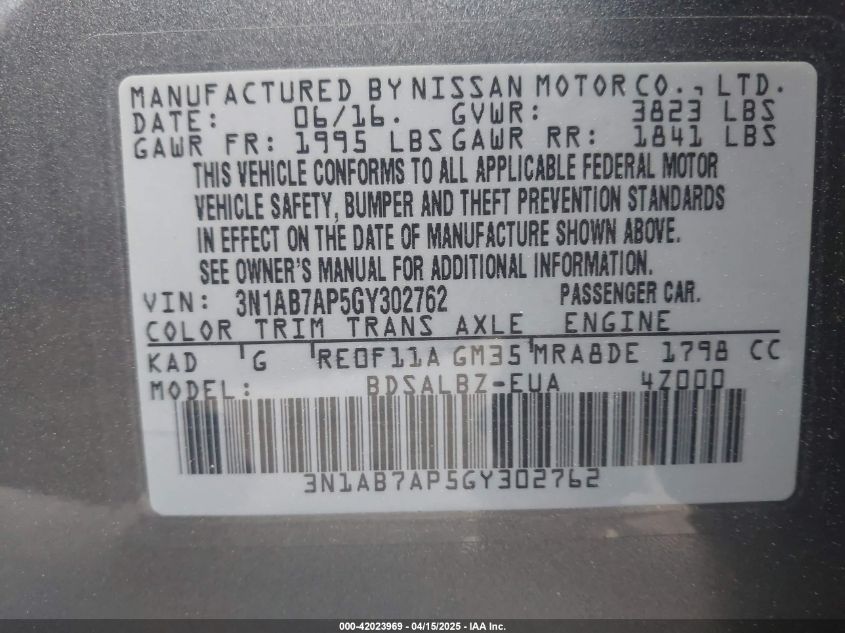 MANUFACTURED BY NISSAN MOTOR CO., LTD.
DATE: 06/16. GVWR: 3823 LBS
GAWR FR: 1995 LBS GAWR RR: 1841 LBS
THIS VEHICLE CONFORMS TO ALL APPLICABLE FEDERAL MOTOR
VEHICLE SAFETY, BUMPER AND THEFT PREVENTION STANDARDS
IN EFFECT ON THE DATE OF MANUFACTURE SHOWN ABOVE.
SEE OWNER'S MANUAL FOR ADDITIONAL INFORMATION.
VIN: 3N1AB7AP5GY302762 PASSENGER CAR.
COLOR TRIM TRANS AXLE ENGINE
KAD G RE0F11A GM35 MRA8DE 1798 CC
MODEL: BDSALBZ-EUA 4Z000
3N1AB7AP5GY302762
000-42023969 - 04/15/2025 - IAA Inc.